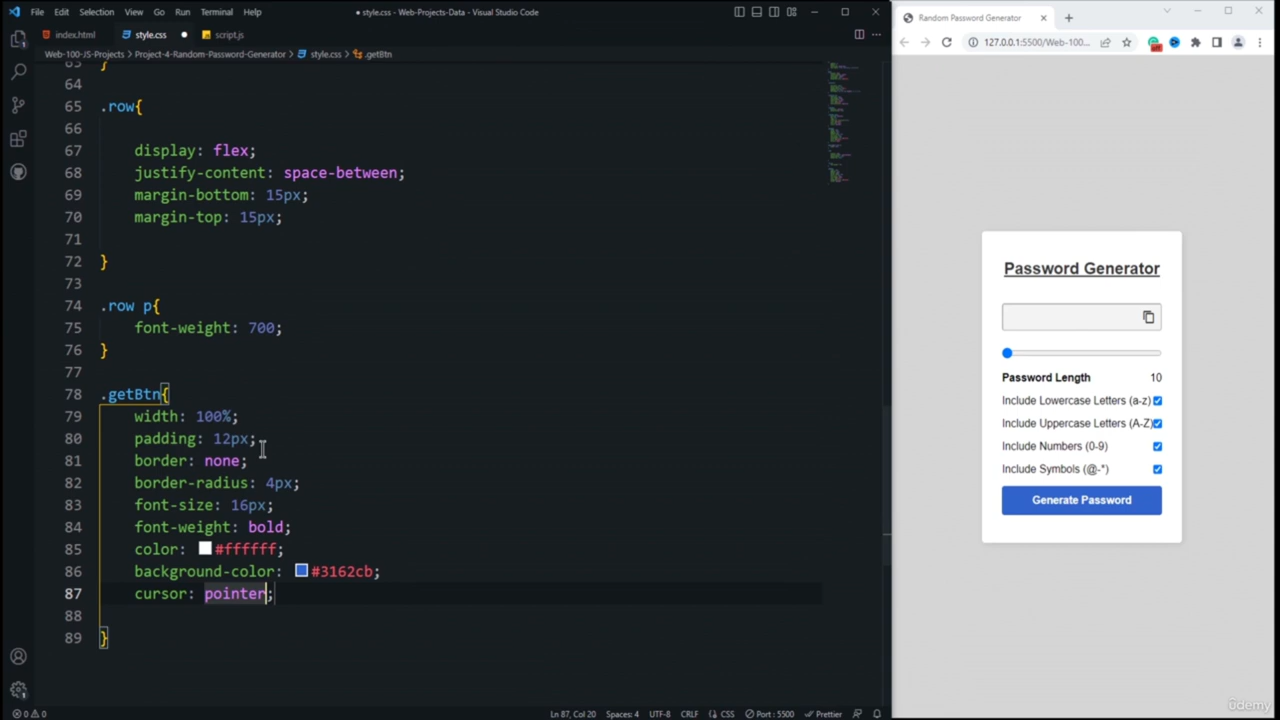 File Edit Selection View Go Run Terminal Help
● style.css - Web-Projects-Data - Visual Studio Code
index.html
style.css ●
script.js
Web-100-JS-Projects > Project-4-Random-Password-Generator > style.css > .getBtn
63 }
64
65 .row{
66
67 display: flex;
68 justify-content: space-between;
69 margin-bottom: 15px;
70 margin-top: 15px;
71
72 }
73
74 .row p{
75 font-weight: 700;
76 }
77
78 .getBtn{
79 width: 100%;
80 padding: 12px;
81 border: none;
82 border-radius: 4px;
83 font-size: 16px;
84 font-weight: bold;
85 color: #ffffff;
86 background-color: #3162cb;
87 cursor: pointer;
88
89 }
0 0 Ln 87, Col 20 Spaces: 4 UTF-8 CRLF CSS Port : 5500 Prettier
Random Password Generator
127.0.0.1:5500/Web-100...
Password Generator
Password Length 10
Include Lowercase Letters (a-z)
Include Uppercase Letters (A-Z)
Include Numbers (0-9)
Include Symbols (@-*)
Generate Password
ûdemy